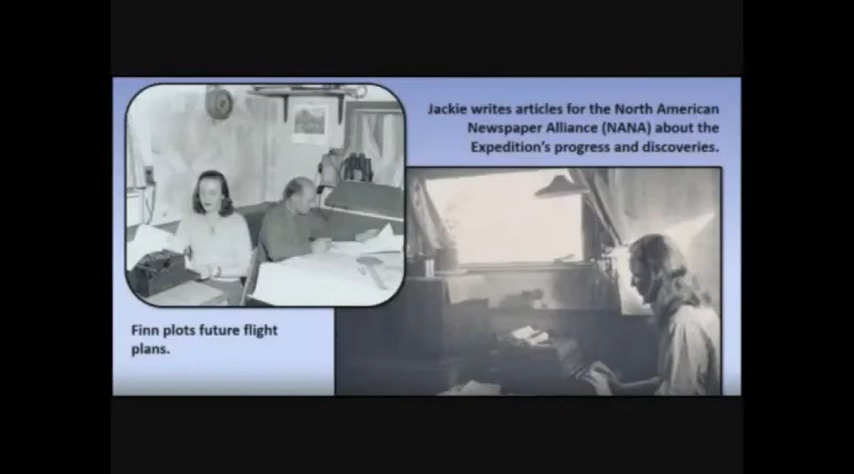 Jackie writes articles for the North American
Newspaper Alliance (NANA) about the
Expedition's progress and discoveries.
Finn plots future flight
plans.